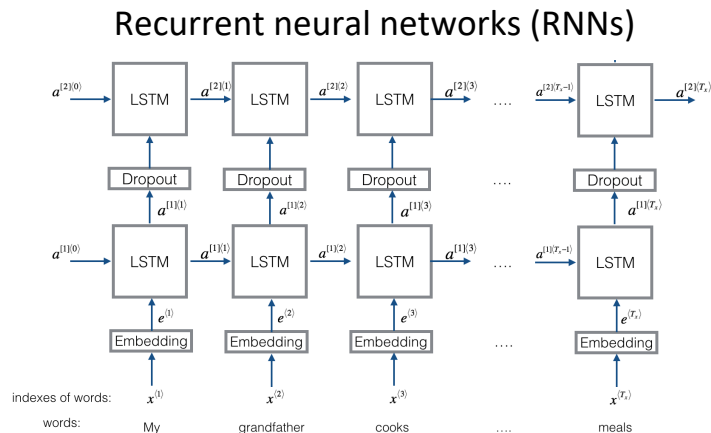 Recurrent neural networks (RNNs)
a^[2]⟨0⟩ LSTM a^[2]⟨1⟩ LSTM a^[2]⟨2⟩ LSTM a^[2]⟨3⟩ .... a^[2]⟨Tₓ−1⟩ LSTM a^[2]⟨Tₓ⟩
Dropout Dropout Dropout .... Dropout
a^[1]⟨1⟩ a^[1]⟨2⟩ a^[1]⟨3⟩ a^[1]⟨Tₓ⟩
a^[1]⟨0⟩ LSTM a^[1]⟨1⟩ LSTM a^[1]⟨2⟩ LSTM a^[1]⟨3⟩ .... a^[1]⟨Tₓ−1⟩ LSTM
e^⟨1⟩ e^⟨2⟩ e^⟨3⟩ e^⟨Tₓ⟩
Embedding Embedding Embedding .... Embedding
indexes of words: x^⟨1⟩ x^⟨2⟩ x^⟨3⟩ x^⟨Tₓ⟩
words: My grandfather cooks .... meals